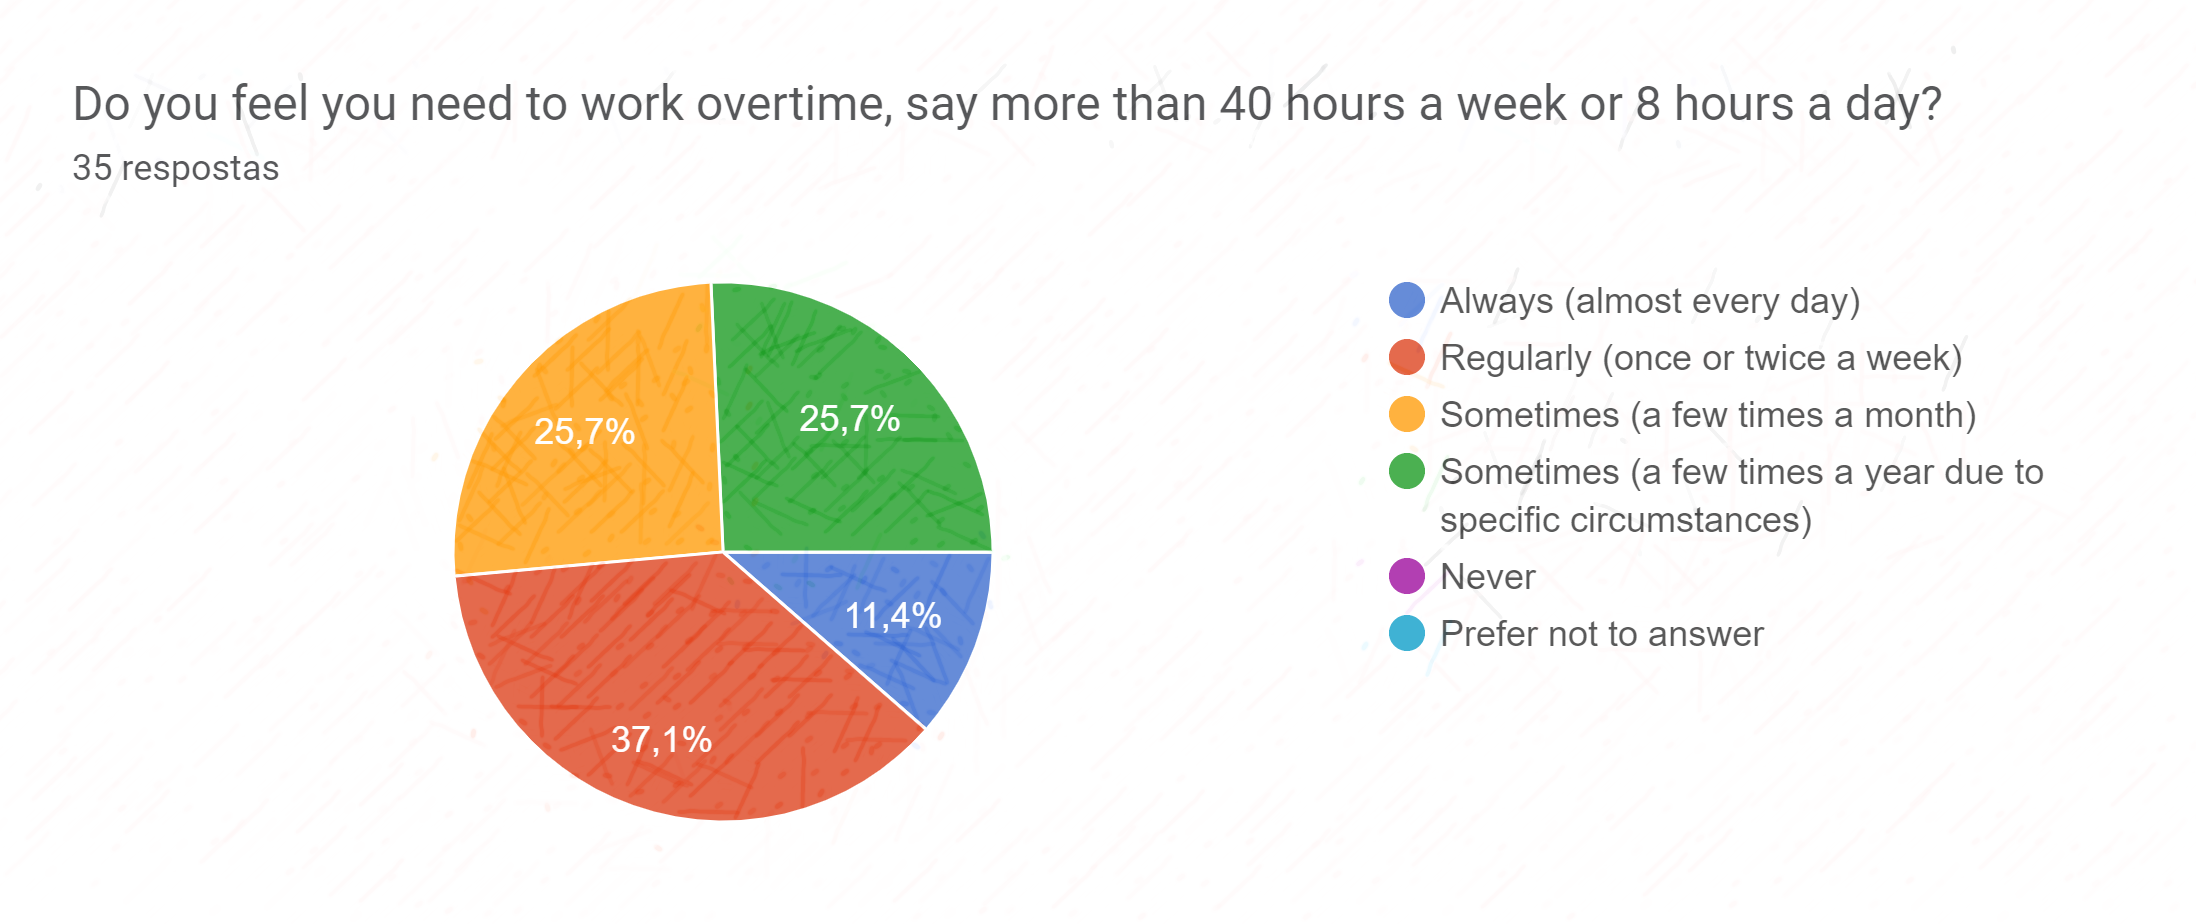 Do you feel you need to work overtime, say more than 40 hours a week or 8 hours a day?
35 respostas
25,7%
25,7%
11,4%
37,1%
Always (almost every day)
Regularly (once or twice a week)
Sometimes (a few times a month)
Sometimes (a few times a year due to
specific circumstances)
Never
Prefer not to answer